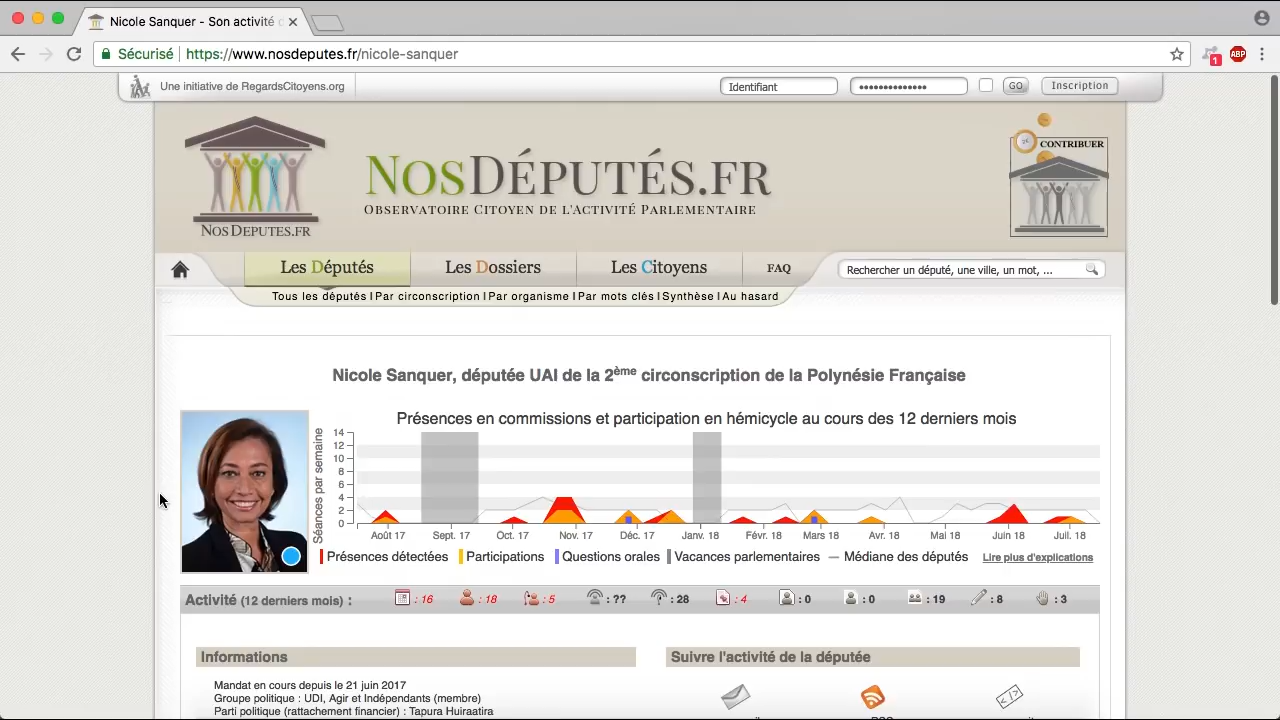 Nicole Sanquer - Son activité d
Sécurisé
https://www.nosdeputes.fr/nicole-sanquer
1
ABP
Une initiative de RegardsCitoyens.org
Identifiant
••••••••••••••
GO
Inscription
NosDeputes.fr
NosDéputés.fr
Observatoire Citoyen de l'Activité Parlementaire
CONTRIBUER
Les Députés
Les Dossiers
Les Citoyens
FAQ
Rechercher un député, une ville, un mot, ...
Tous les députés I Par circonscription I Par organisme I Par mots clés I Synthèse I Au hasard
Nicole Sanquer, députée UAI de la 2ème circonscription de la Polynésie Française
Présences en commissions et participation en hémicycle au cours des 12 derniers mois
Séances par semaine
14
12
10
8
6
4
2
0
Août 17 Sept. 17 Oct. 17 Nov. 17 Déc. 17 Janv. 18 Févr. 18 Mars 18 Avr. 18 Mai 18 Juin 18 Juil. 18
Présences détectées Participations Questions orales Vacances parlementaires Médiane des députés Lire plus d'explications
Activité (12 derniers mois) : : 16 : 18 : 5 : ?? : 28 : 4 : 0 : 0 : 19 : 8 : 3
Informations
Suivre l'activité de la députée
Mandat en cours depuis le 21 juin 2017
Groupe politique : UDI, Agir et Indépendants (membre)
Parti politique (rattachement financier) : Tapura Huiraatira